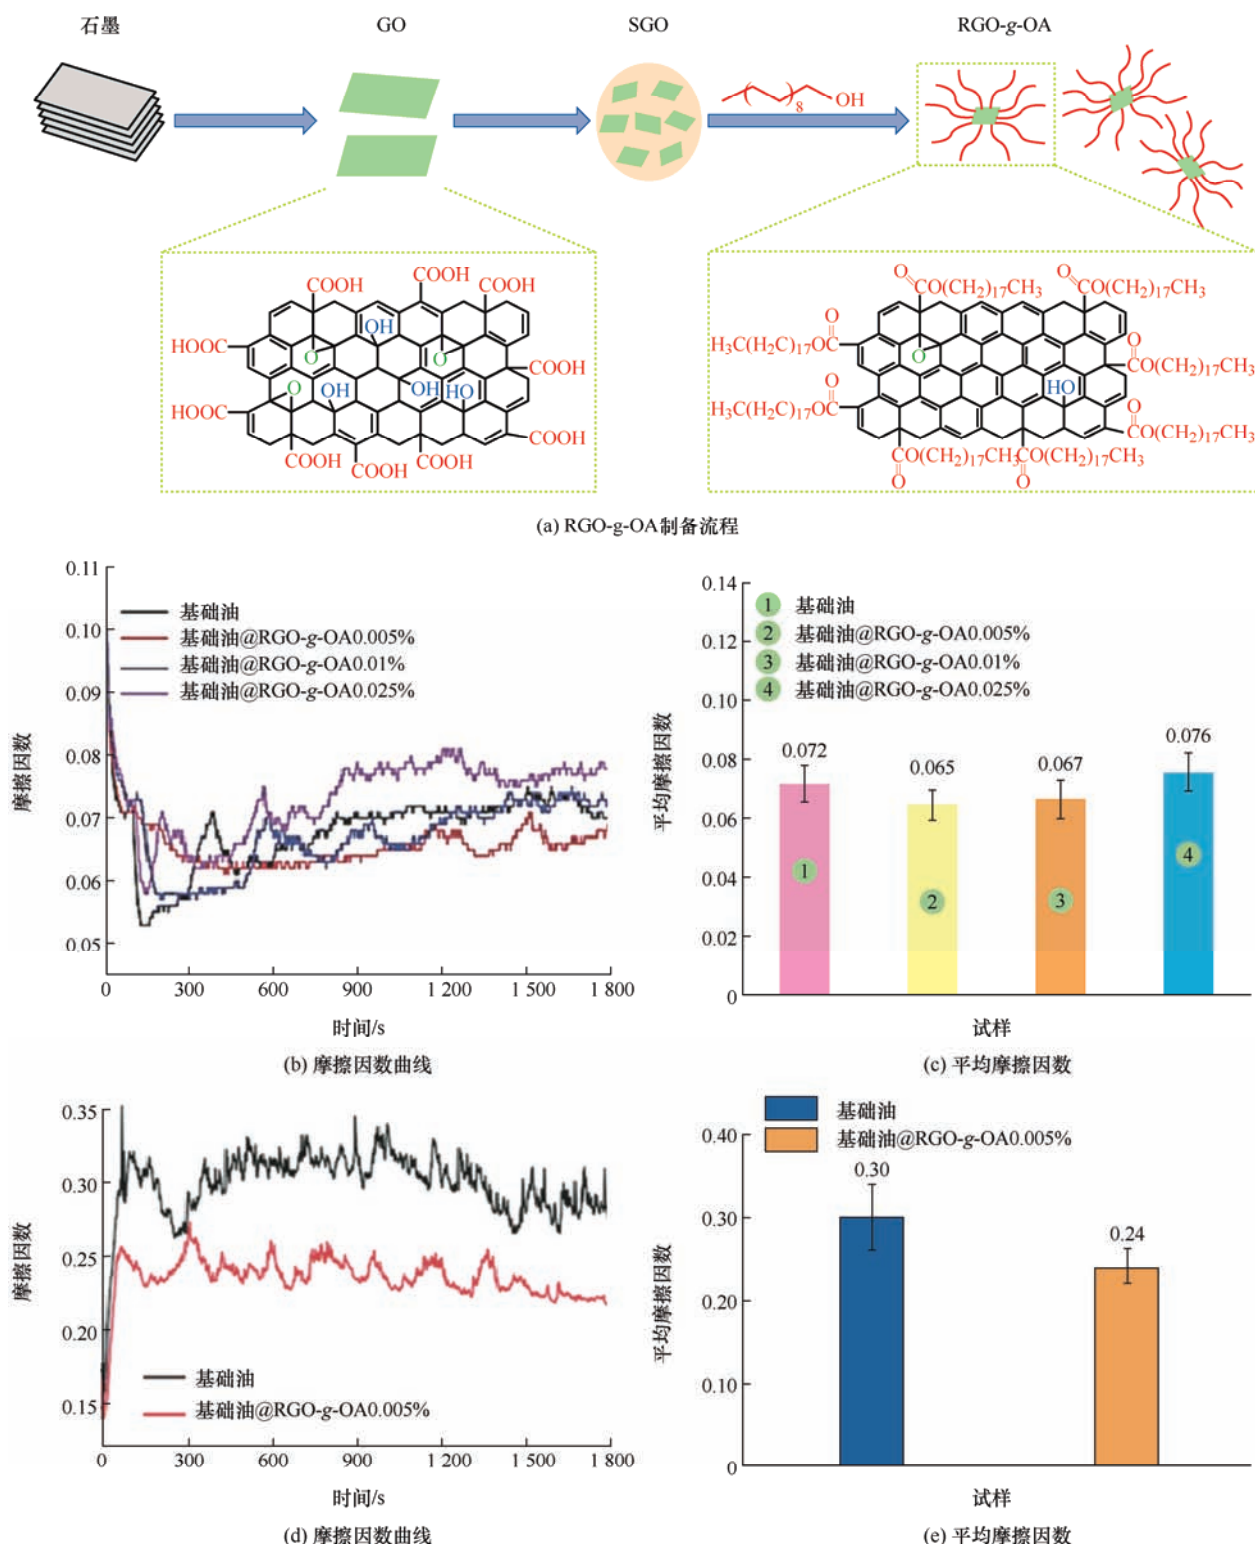 石墨 GO SGO RGO-g-OA
8 OH
COOH COOH COOH COOH
HOOC OH O O COOH
HOOC O OH OH HO COOH
COOH COOH COOH
O CO(CH2)17CH3 O CO(CH2)17CH3
H3C(H2C)17OC O O O CO(CH2)17CH3
H3C(H2C)17OC O HO O CO(CH2)17CH3
CO(CH2)17CH3 O CO(CH2)17CH3 O
(a) RGO-g-OA制备流程
摩擦因数
0.11
0.10
0.09
0.08
0.07
0.06
0.05
基础油
基础油@RGO-g-OA0.005%
基础油@RGO-g-OA0.01%
基础油@RGO-g-OA0.025%
0 300 600 900 1 200 1 500 1 800
时间/s
(b) 摩擦因数曲线
平均摩擦因数
0.14
0.12
0.10
0.08
0.06
0.04
0.02
0
1 基础油
2 基础油@RGO-g-OA0.005%
3 基础油@RGO-g-OA0.01%
4 基础油@RGO-g-OA0.025%
0.072 0.065 0.067 0.076
1 2 3 4
试样
(c) 平均摩擦因数
摩擦因数
0.35
0.30
0.25
0.20
0.15
基础油
基础油@RGO-g-OA0.005%
0 300 600 900 1 200 1 500 1 800
时间/s
(d) 摩擦因数曲线
平均摩擦因数
0.40
0.30
0.20
0.10
0
基础油
基础油@RGO-g-OA0.005%
0.30 0.24
试样
(e) 平均摩擦因数